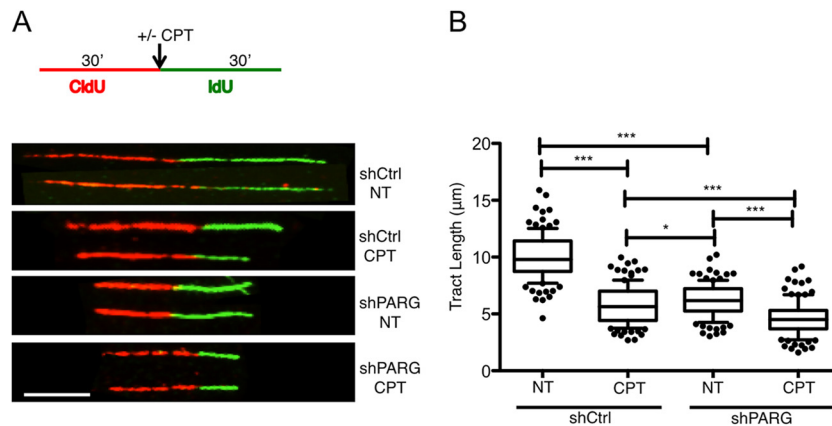 A
+/- CPT
30' 30'
CldU IdU
shCtrl
NT
shCtrl
CPT
shPARG
NT
shPARG
CPT
B
Tract Length (µm)
20
15
10
5
0
***
***
***
***
*
NT CPT NT CPT
shCtrl shPARG